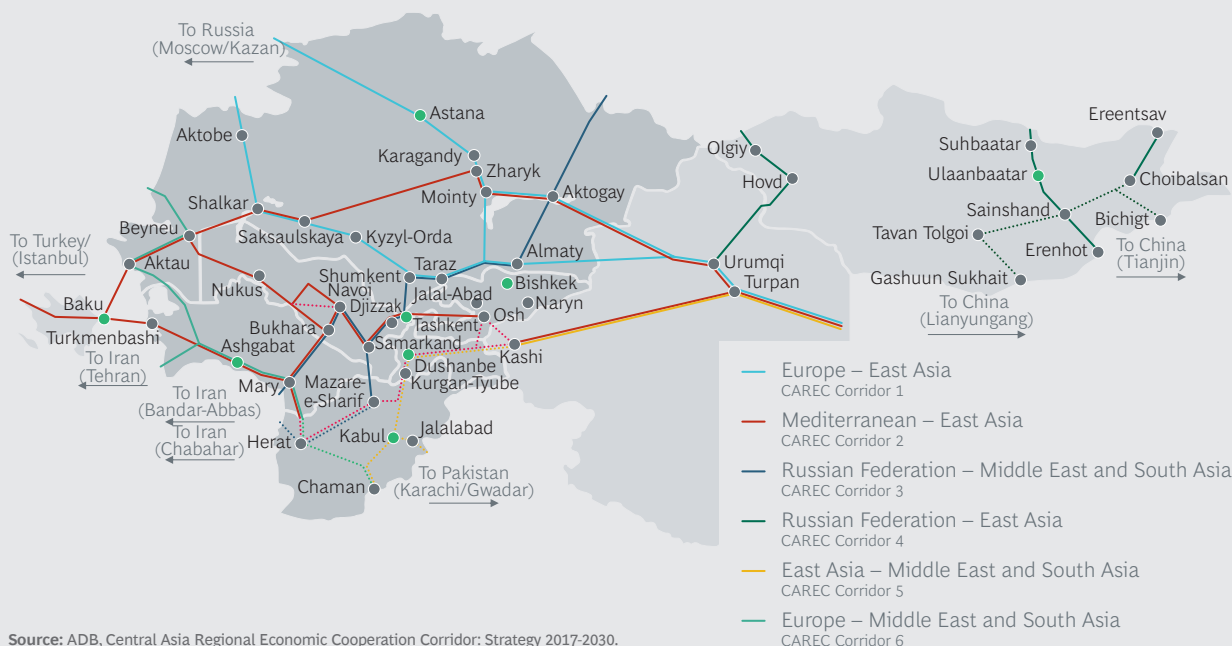 To Russia
(Moscow/Kazan)
Astana
Aktobe
Karagandy
Zharyk
Mointy
Aktogay
Shalkar
Saksaulskaya
Kyzyl-Orda
Beyneu
To Turkey/
(Istanbul)
Aktau
Nukus
Shumkent
Taraz
Almaty
Navoi
Djizzak
Jalal-Abad
Bishkek
Naryn
Baku
Turkmenbashi
Bukhara
Tashkent
Osh
Samarkand
Kashi
To Iran
(Tehran)
Ashgabat
Dushanbe
Kurgan-Tyube
Mary
Mazare-
e-Sharif
To Iran
(Bandar-Abbas)
To Iran
(Chabahar)
Herat
Kabul
Jalalabad
Chaman
To Pakistan
(Karachi/Gwadar)
Olgiy
Hovd
Urumqi
Turpan
Ereentsav
Suhbaatar
Ulaanbaatar
Choibalsan
Sainshand
Bichigt
Tavan Tolgoi
Erenhot
To China
(Tianjin)
Gashuun Sukhait
To China
(Lianyungang)
Europe – East Asia
CAREC Corridor 1
Mediterranean – East Asia
CAREC Corridor 2
Russian Federation – Middle East and South Asia
CAREC Corridor 3
Russian Federation – East Asia
CAREC Corridor 4
East Asia – Middle East and South Asia
CAREC Corridor 5
Europe – Middle East and South Asia
CAREC Corridor 6
Source: ADB, Central Asia Regional Economic Cooperation Corridor: Strategy 2017-2030.